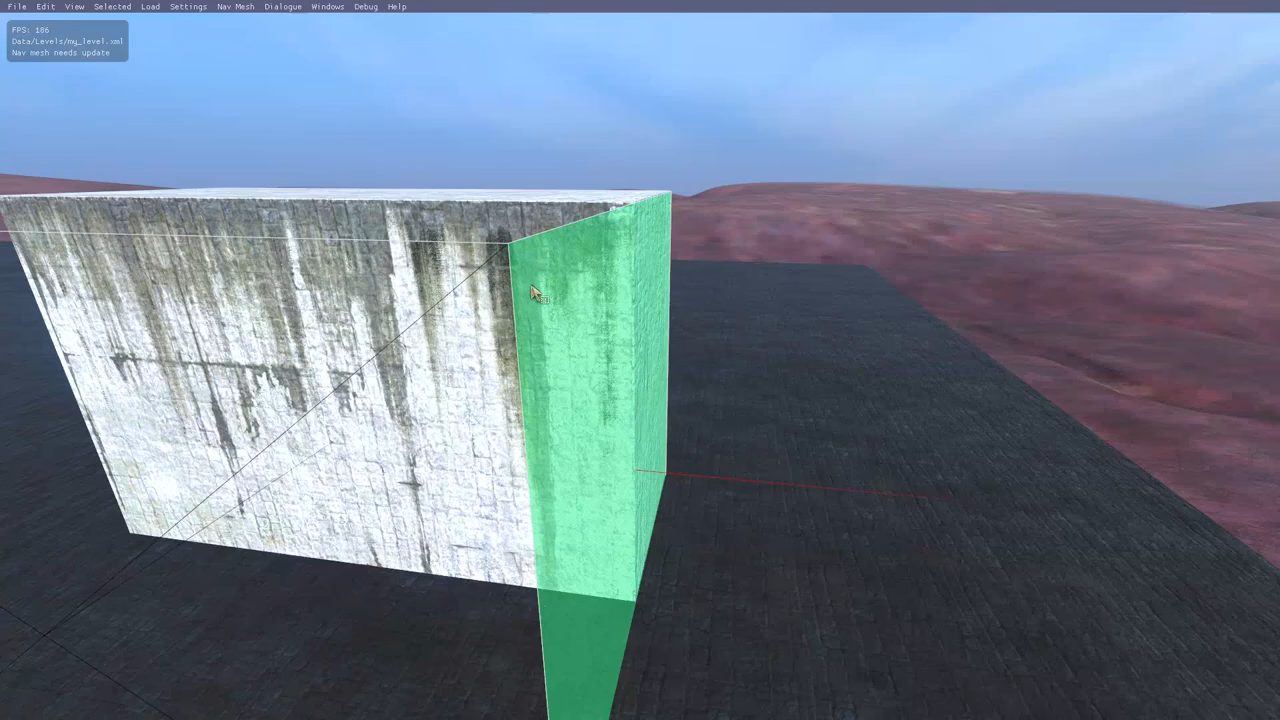 File Edit View Selected Load Settings Nav Mesh Dialogue Windows Debug Help
FPS: 186
Data/Levels/my_level.xml
Nav mesh needs update